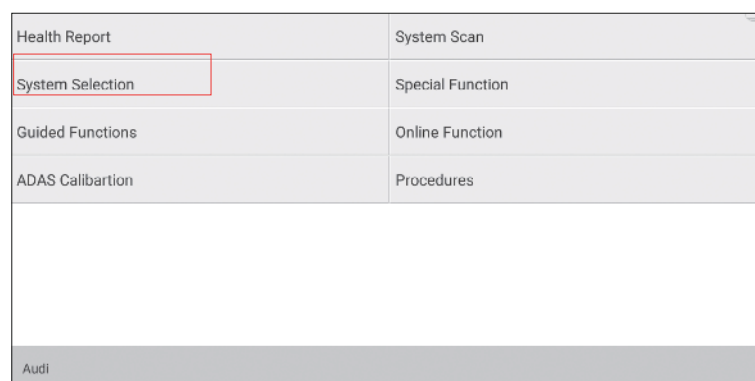 Health Report System Scan
System Selection Special Function
Guided Functions Online Function
ADAS Calibartion Procedures
Audi